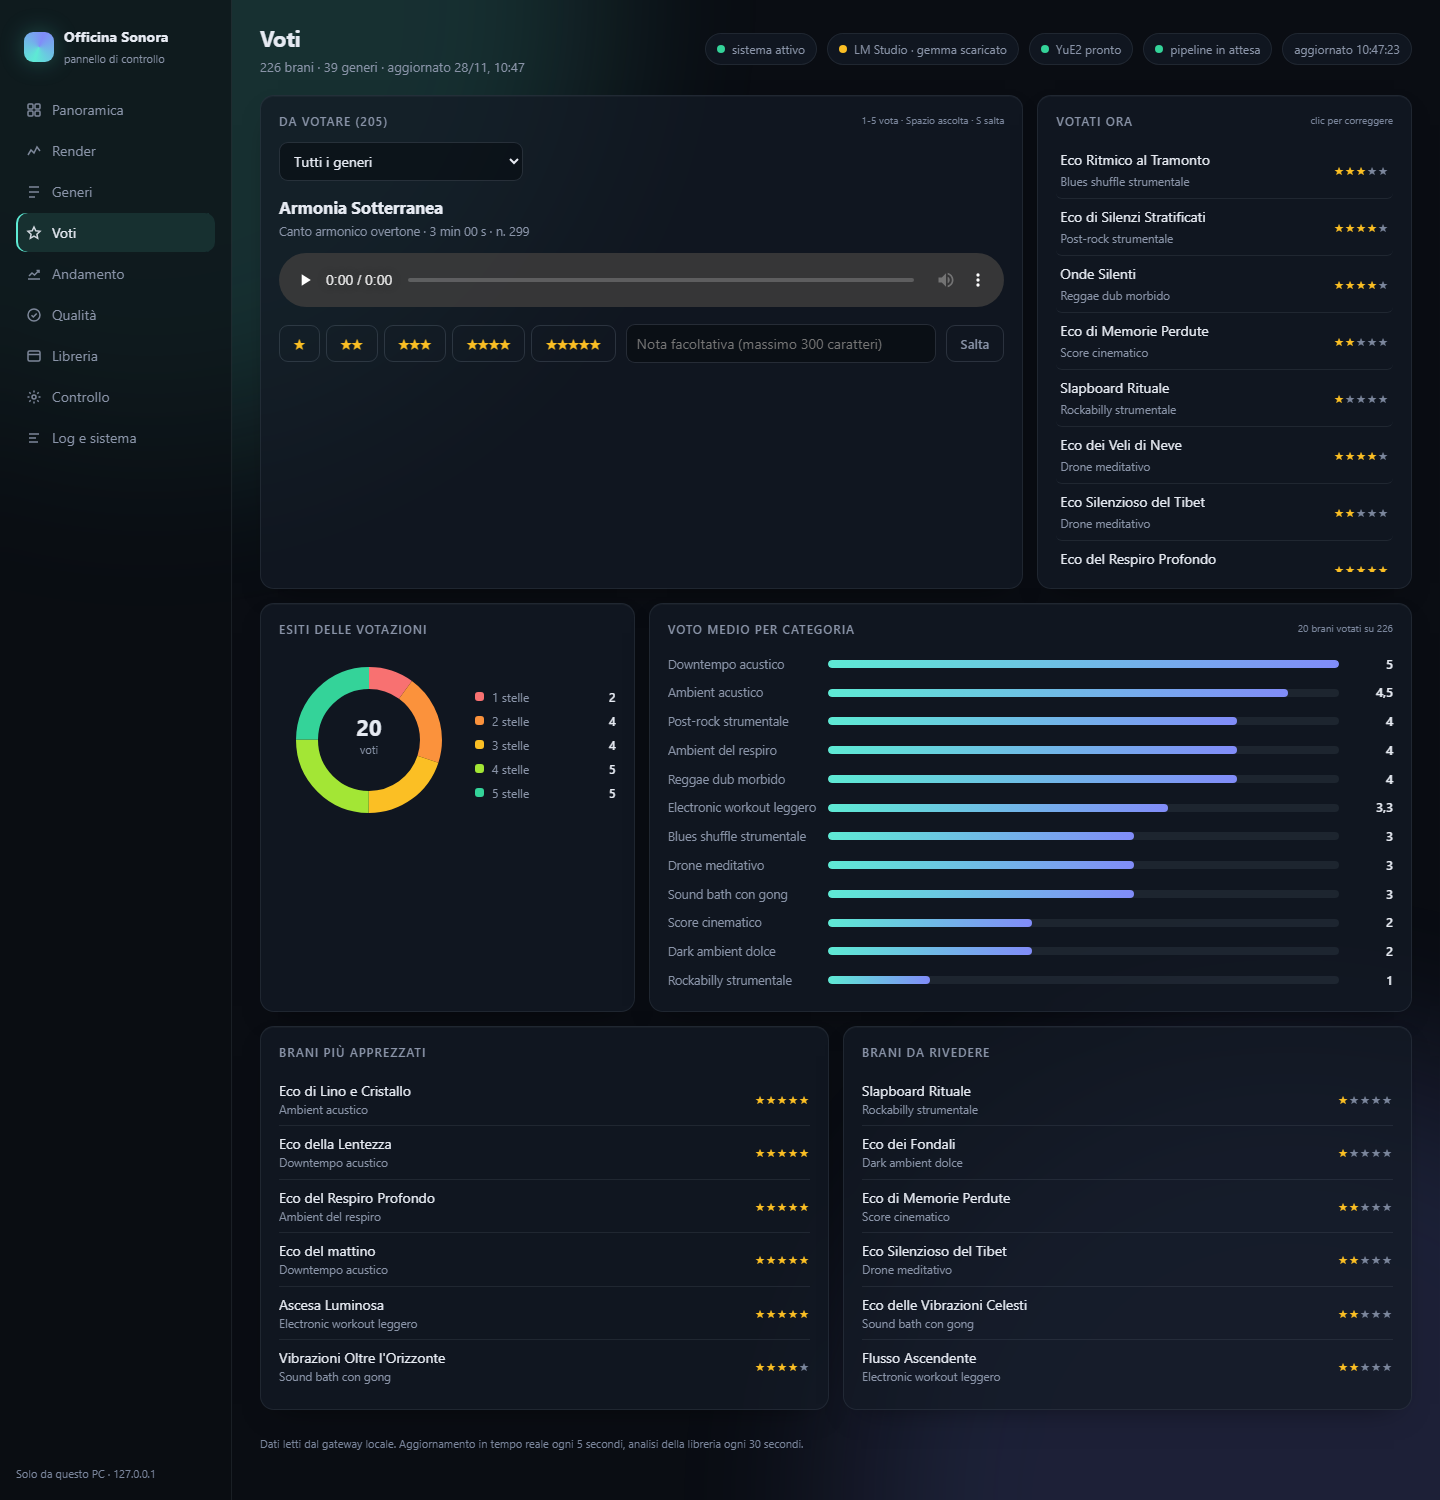 Officina Sonora
pannello di controllo
Panoramica
Render
Generi
Voti
Andamento
Qualità
Libreria
Controllo
Log e sistema
Solo da questo PC · 127.0.0.1
Voti
226 brani · 39 generi · aggiornato 28/11, 10:47
sistema attivo
LM Studio · gemma scaricato
YuE2 pronto
pipeline in attesa
aggiornato 10:47:23
DA VOTARE (205)
1-5 vota · Spazio ascolta · S salta
Tutti i generi
Armonia Sotterranea
Canto armonico overtone · 3 min 00 s · n. 299
0:00 / 0:00
★
★★
★★★
★★★★
★★★★★
Nota facoltativa (massimo 300 caratteri)
Salta
VOTATI ORA
clic per correggere
Eco Ritmico al Tramonto
Blues shuffle strumentale
★★★★★
Eco di Silenzi Stratificati
Post-rock strumentale
★★★★★
Onde Silenti
Reggae dub morbido
★★★★★
Eco di Memorie Perdute
Score cinematico
★★★★★
Slapboard Rituale
Rockabilly strumentale
★★★★★
Eco dei Veli di Neve
Drone meditativo
★★★★★
Eco Silenzioso del Tibet
Drone meditativo
★★★★★
Eco del Respiro Profondo
★★★★★
ESITI DELLE VOTAZIONI
20
voti
1 stelle 2
2 stelle 4
3 stelle 4
4 stelle 5
5 stelle 5
VOTO MEDIO PER CATEGORIA
20 brani votati su 226
Downtempo acustico 5
Ambient acustico 4,5
Post-rock strumentale 4
Ambient del respiro 4
Reggae dub morbido 4
Electronic workout leggero 3,3
Blues shuffle strumentale 3
Drone meditativo 3
Sound bath con gong 3
Score cinematico 2
Dark ambient dolce 2
Rockabilly strumentale 1
BRANI PIÙ APPREZZATI
Eco di Lino e Cristallo
Ambient acustico
★★★★★
Eco della Lentezza
Downtempo acustico
★★★★★
Eco del Respiro Profondo
Ambient del respiro
★★★★★
Eco del mattino
Downtempo acustico
★★★★★
Ascesa Luminosa
Electronic workout leggero
★★★★★
Vibrazioni Oltre l'Orizzonte
Sound bath con gong
★★★★★
BRANI DA RIVEDERE
Slapboard Rituale
Rockabilly strumentale
★★★★★
Eco dei Fondali
Dark ambient dolce
★★★★★
Eco di Memorie Perdute
Score cinematico
★★★★★
Eco Silenzioso del Tibet
Drone meditativo
★★★★★
Eco delle Vibrazioni Celesti
Sound bath con gong
★★★★★
Flusso Ascendente
Electronic workout leggero
★★★★★
Dati letti dal gateway locale. Aggiornamento in tempo reale ogni 5 secondi, analisi della libreria ogni 30 secondi.